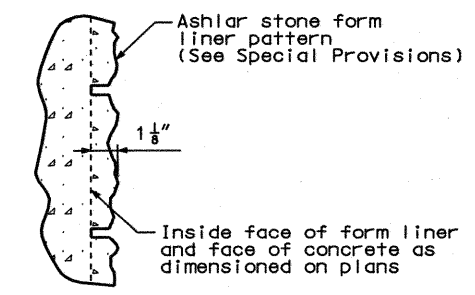 Ashlar stone form
liner pattern
(See Special Provisions)
1 1/8"
Inside face of form liner
and face of concrete as
dimensioned on plans